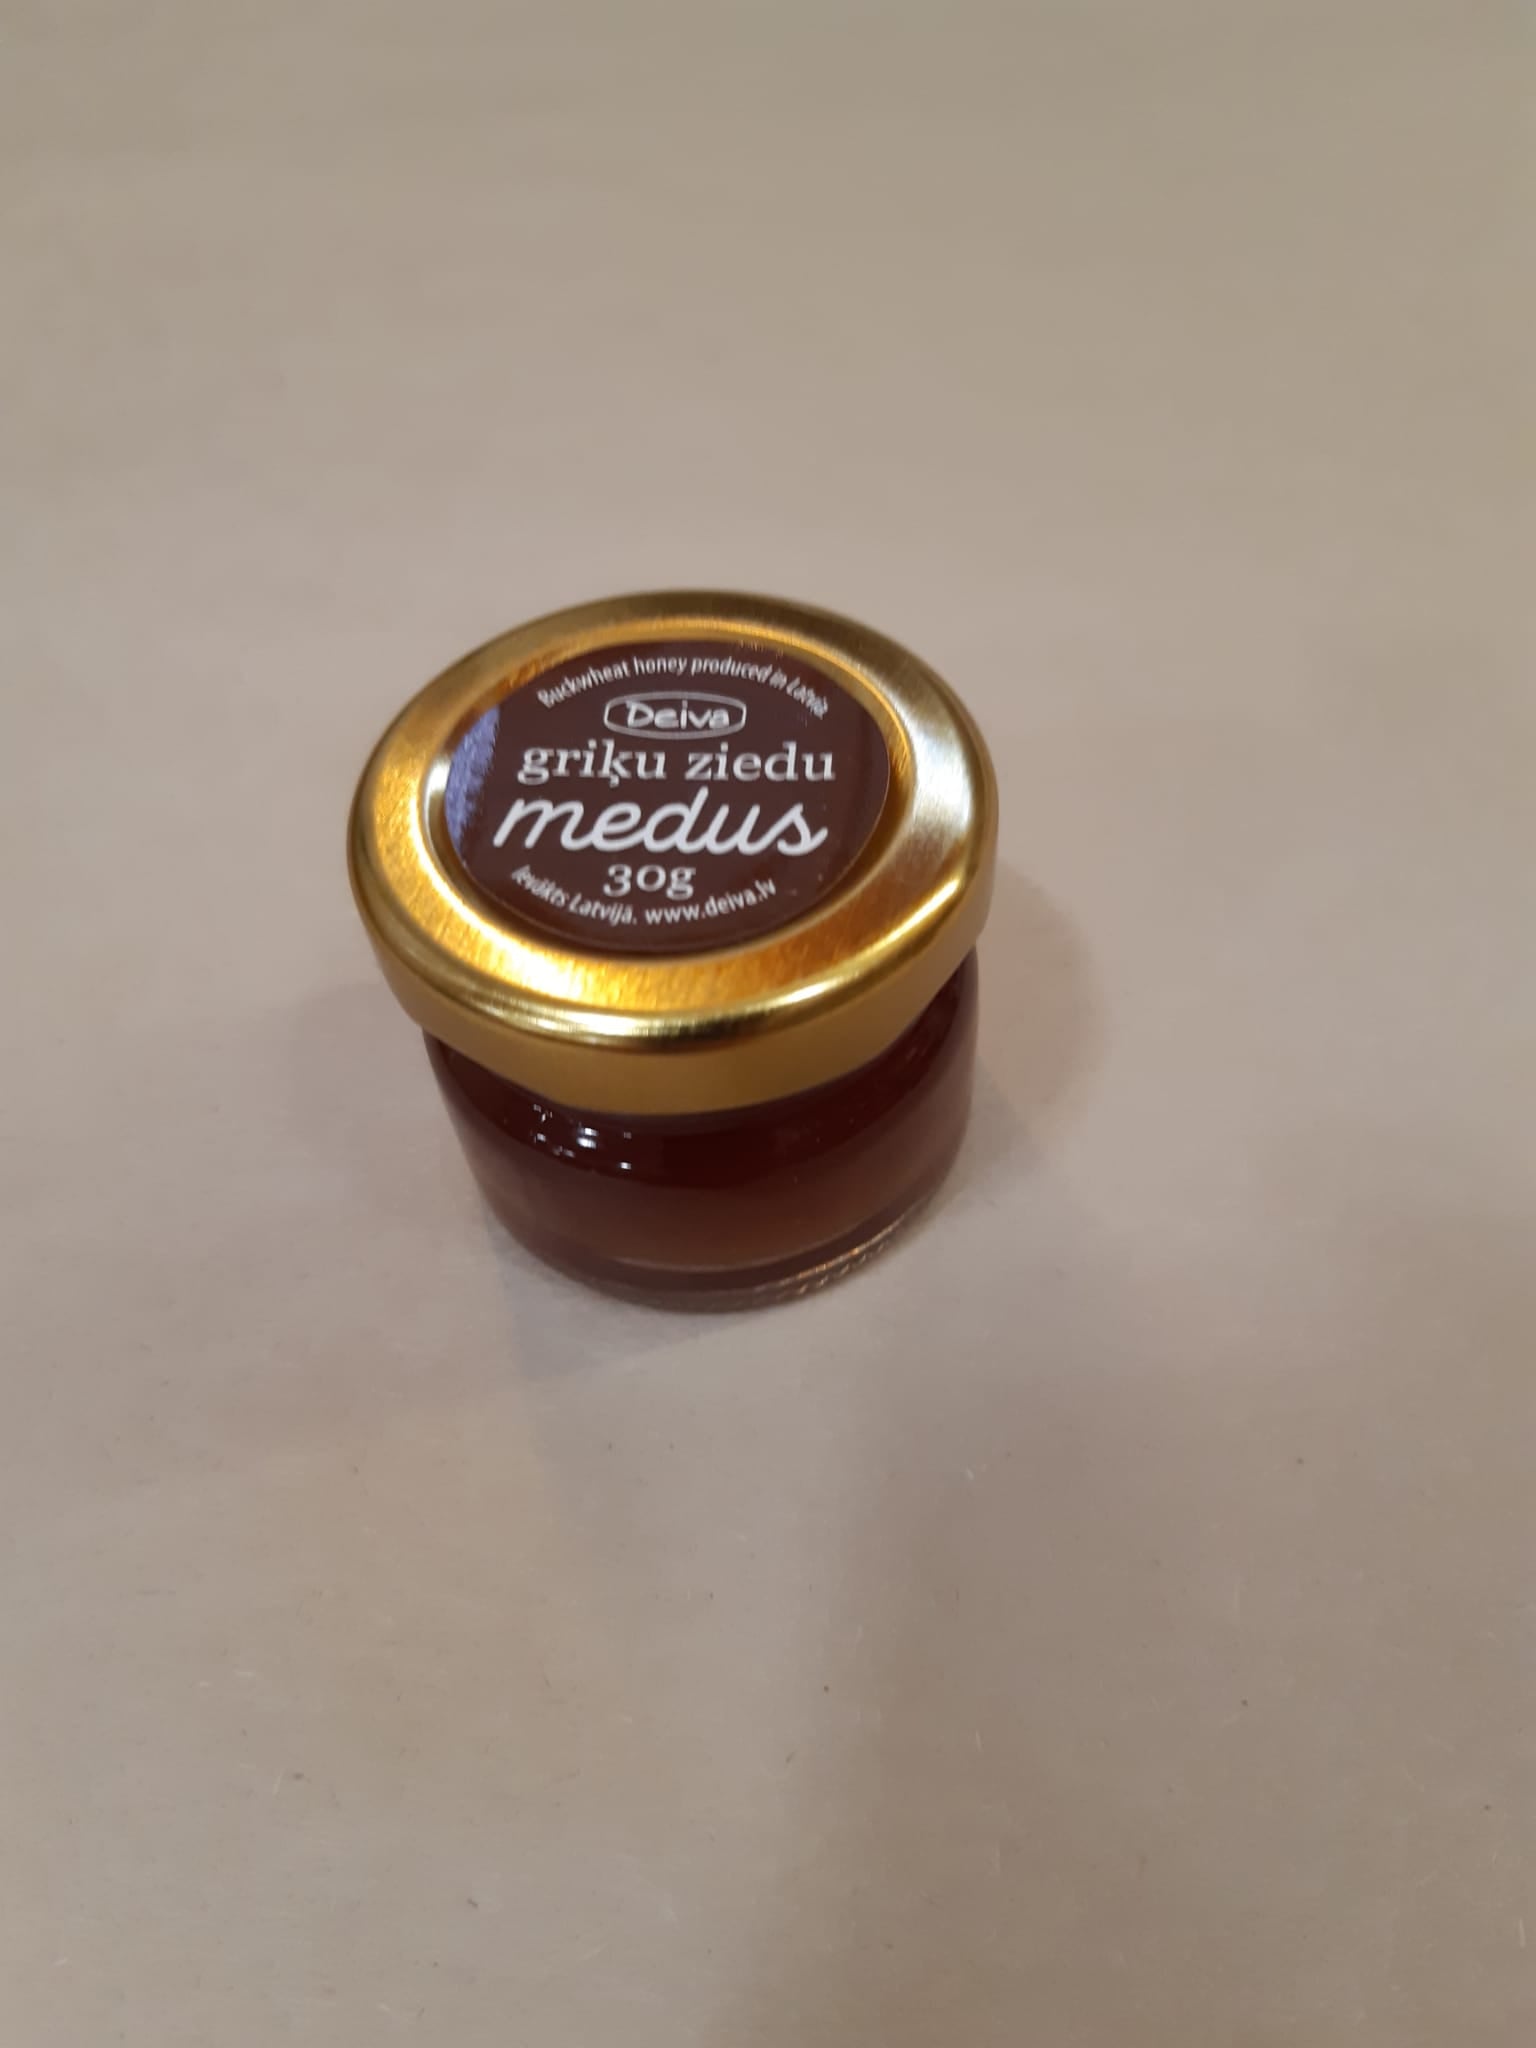 Buckwheat honey produced in Latvia.
Deiva
griķu ziedu
medus
30g
Ievākts Latvijā. www.deiva.lv